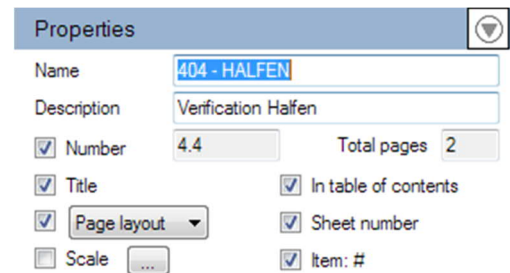 Properties
Name 404 - HALFEN
Description Verification Halfen
Number 4.4 Total pages 2
Title In table of contents
Page layout Sheet number
Scale ... Item: #